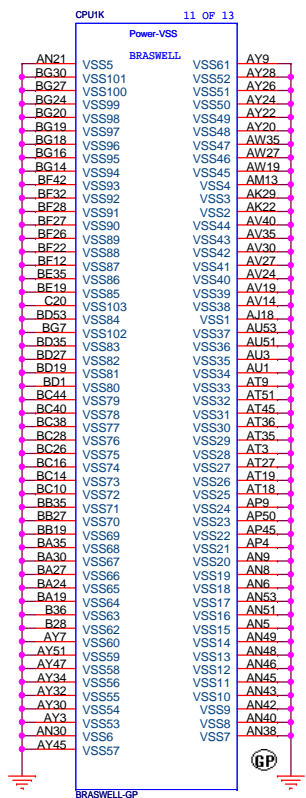 CPU1K 11 OF 13
Power-VSS
BRASWELL
AN21 VSS5 VSS61 AY9
BG30 VSS101 VSS52 AY28
BG27 VSS100 VSS51 AY26
BG24 VSS99 VSS50 AY24
BG20 VSS98 VSS49 AY22
BG19 VSS97 VSS48 AY20
BG18 VSS96 VSS47 AW35
BG16 VSS95 VSS46 AW27
BG14 VSS94 VSS45 AW19
BF42 VSS93 VSS4 AM13
BF32 VSS92 VSS3 AK29
BF28 VSS91 VSS2 AK22
BF27 VSS90 VSS44 AV40
BF26 VSS89 VSS43 AV35
BF22 VSS88 VSS42 AV30
BF12 VSS87 VSS41 AV27
BE35 VSS86 VSS40 AV24
BE19 VSS85 VSS39 AV19
C20 VSS103 VSS38 AV14
BD53 VSS84 VSS1 AJ18
BG7 VSS102 VSS37 AU53
BD35 VSS83 VSS36 AU51
BD27 VSS82 VSS35 AU3
BD19 VSS81 VSS34 AU1
BD1 VSS80 VSS33 AT9
BC44 VSS79 VSS32 AT51
BC40 VSS78 VSS31 AT45
BC38 VSS77 VSS30 AT36
BC28 VSS76 VSS29 AT35
BC26 VSS75 VSS28 AT3
BC16 VSS74 VSS27 AT27
BC14 VSS73 VSS26 AT19
BC10 VSS72 VSS25 AT18
BB35 VSS71 VSS24 AP9
BB27 VSS70 VSS23 AP50
BB19 VSS69 VSS22 AP45
BA35 VSS68 VSS21 AP4
BA30 VSS67 VSS20 AN9
BA27 VSS66 VSS19 AN8
BA24 VSS65 VSS18 AN6
BA19 VSS64 VSS17 AN53
B36 VSS63 VSS16 AN51
B28 VSS62 VSS15 AN5
AY7 VSS60 VSS14 AN49
AY51 VSS59 VSS13 AN48
AY47 VSS58 VSS12 AN46
AY34 VSS56 VSS11 AN45
AY32 VSS55 VSS10 AN43
AY30 VSS54 VSS9 AN42
AY3 VSS53 VSS8 AN40
AN30 VSS6 VSS7 AN38
AY45 VSS57
GP
BRASWELL-GP